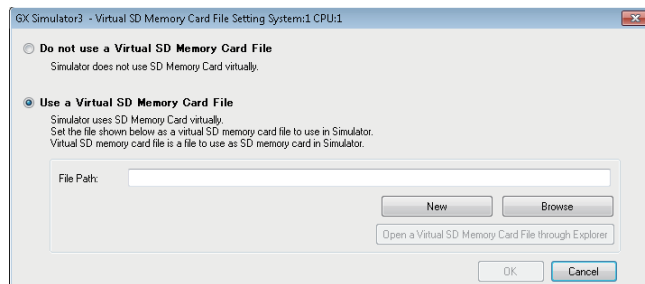 GX Simulator3 - Virtual SD Memory Card File Setting System:1 CPU:1
Do not use a Virtual SD Memory Card File
Simulator does not use SD Memory Card virtually.
Use a Virtual SD Memory Card File
Simulator uses SD Memory Card virtually.
Set the file shown below as a virtual SD memory card file to use in Simulator.
Virtual SD memory card file is a file to use as SD memory card in Simulator.
File Path:
New Browse
Open a Virtual SD Memory Card File through Explorer
OK Cancel